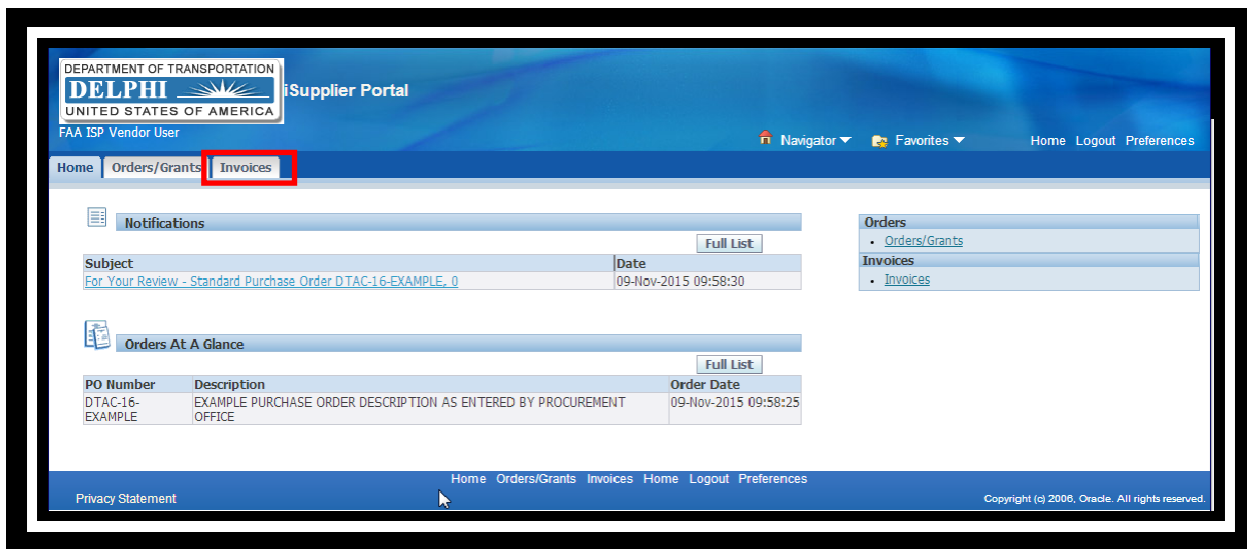 DEPARTMENT OF TRANSPORTATION
DELPHI
UNITED STATES OF AMERICA
iSupplier Portal
FAA ISP Vendor User
Navigator Favorites Home Logout Preferences
Home Orders/Grants Invoices
Notifications
Full List
Subject Date
For Your Review - Standard Purchase Order DTAC-16-EXAMPLE, 0 09-Nov-2015 09:58:30
Orders At A Glance
Full List
PO Number Description Order Date
DTAC-16- EXAMPLE PURCHASE ORDER DESCRIPTION AS ENTERED BY PROCUREMENT 09-Nov-2015 09:58:25
EXAMPLE OFFICE
Orders
• Orders/Grants
Invoices
• Invoices
Home Orders/Grants Invoices Home Logout Preferences
Privacy Statement Copyright (c) 2006, Oracle. All rights reserved.